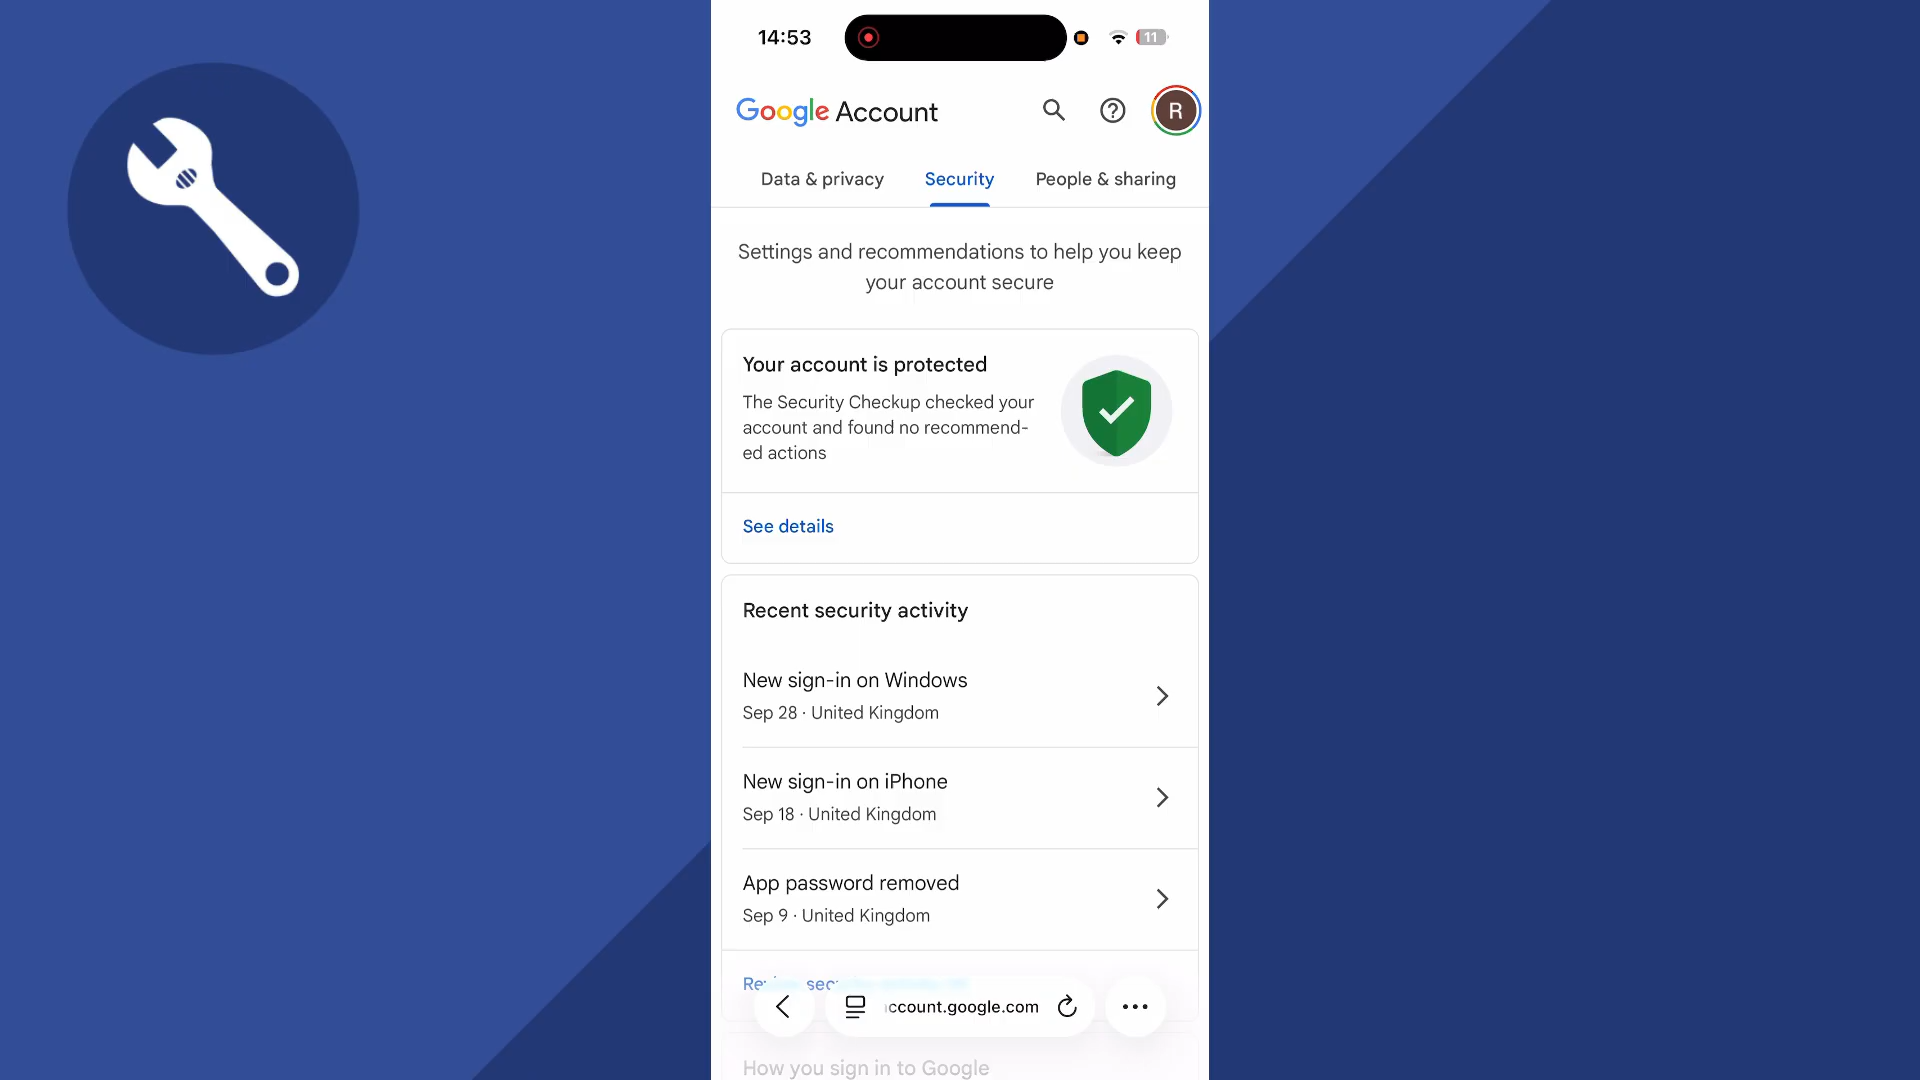 14:53
11
Google Account
R
Data & privacy
Security
People & sharing
Settings and recommendations to help you keep
your account secure
Your account is protected
The Security Checkup checked your
account and found no recommend-
ed actions
See details
Recent security activity
New sign-in on Windows
Sep 28 · United Kingdom
New sign-in on iPhone
Sep 18 · United Kingdom
App password removed
Sep 9 · United Kingdom
ccount.google.com
How you sign in to Google